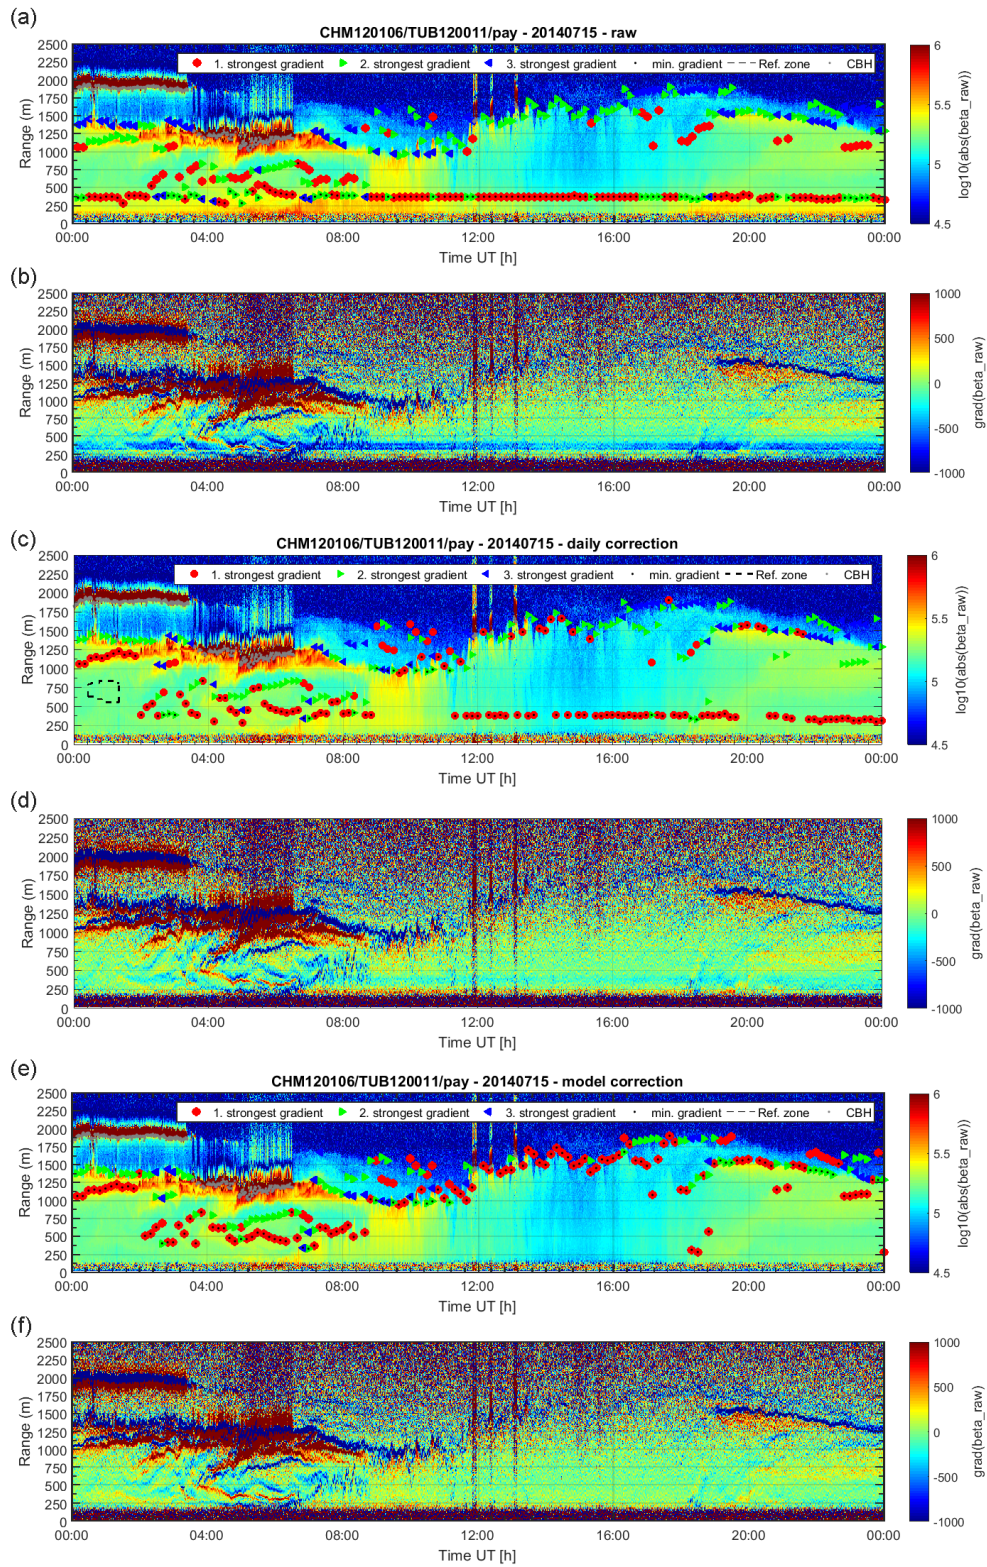 (a)
CHM120106/TUB120011/pay - 20140715 - raw
1. strongest gradient 2. strongest gradient 3. strongest gradient min. gradient Ref. zone CBH
Range (m)
2500
2250
2000
1750
1500
1250
1000
750
500
250
0
00:00 04:00 08:00 12:00 16:00 20:00 00:00
Time UT [h]
6
5.5
5
4.5
log10(abs(beta_raw))
(b)
Range (m)
2500
2250
2000
1750
1500
1250
1000
750
500
250
0
00:00 04:00 08:00 12:00 16:00 20:00 00:00
Time UT [h]
1000
500
0
-500
-1000
grad(beta_raw)
(c)
CHM120106/TUB120011/pay - 20140715 - daily correction
1. strongest gradient 2. strongest gradient 3. strongest gradient min. gradient Ref. zone CBH
Range (m)
2500
2250
2000
1750
1500
1250
1000
750
500
250
0
00:00 04:00 08:00 12:00 16:00 20:00 00:00
Time UT [h]
6
5.5
5
4.5
log10(abs(beta_raw))
(d)
Range (m)
2500
2250
2000
1750
1500
1250
1000
750
500
250
0
00:00 04:00 08:00 12:00 16:00 20:00 00:00
Time UT [h]
1000
500
0
-500
-1000
grad(beta_raw)
(e)
CHM120106/TUB120011/pay - 20140715 - model correction
1. strongest gradient 2. strongest gradient 3. strongest gradient min. gradient Ref. zone CBH
Range (m)
2500
2250
2000
1750
1500
1250
1000
750
500
250
0
00:00 04:00 08:00 12:00 16:00 20:00 00:00
Time UT [h]
6
5.5
5
4.5
log10(abs(beta_raw))
(f)
Range (m)
2500
2250
2000
1750
1500
1250
1000
750
500
250
0
00:00 04:00 08:00 12:00 16:00 20:00 00:00
Time UT [h]
1000
500
0
-500
-1000
grad(beta_raw)